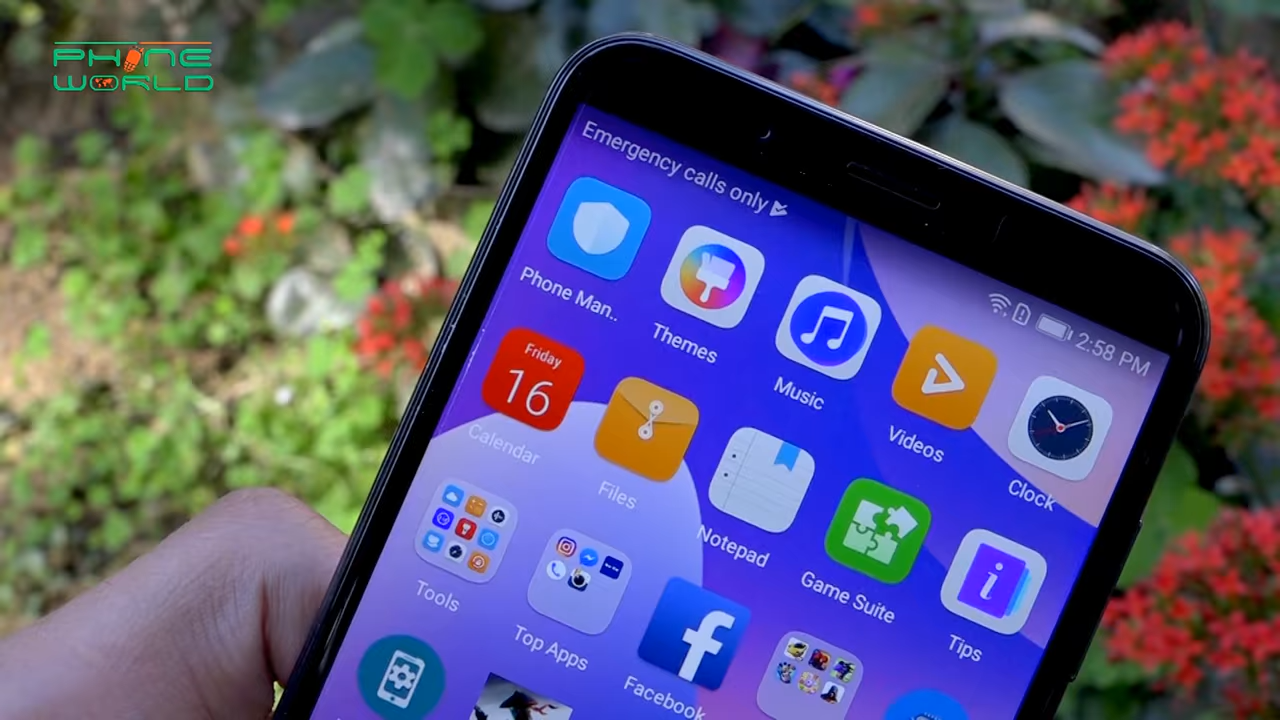 PHONE
WORLD
Emergency calls only
2:58 PM
Phone Man..
Themes
Music
Videos
Clock
Friday
16
Calendar
Files
Notepad
Game Suite
Tips
Tools
Top Apps
Facebook